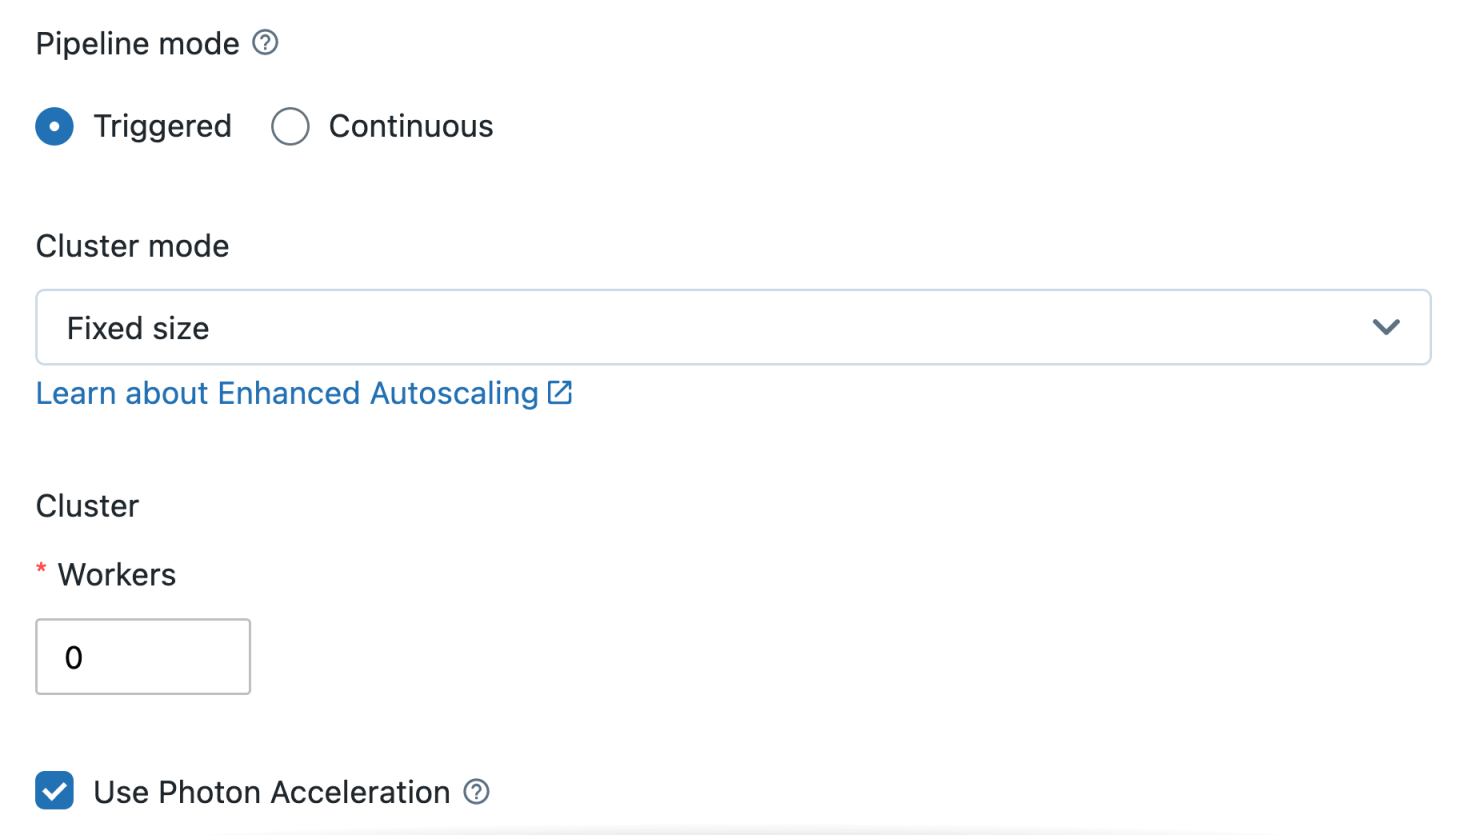 Pipeline mode
Triggered Continuous
Cluster mode
Fixed size
Learn about Enhanced Autoscaling
Cluster
* Workers
0
Use Photon Acceleration